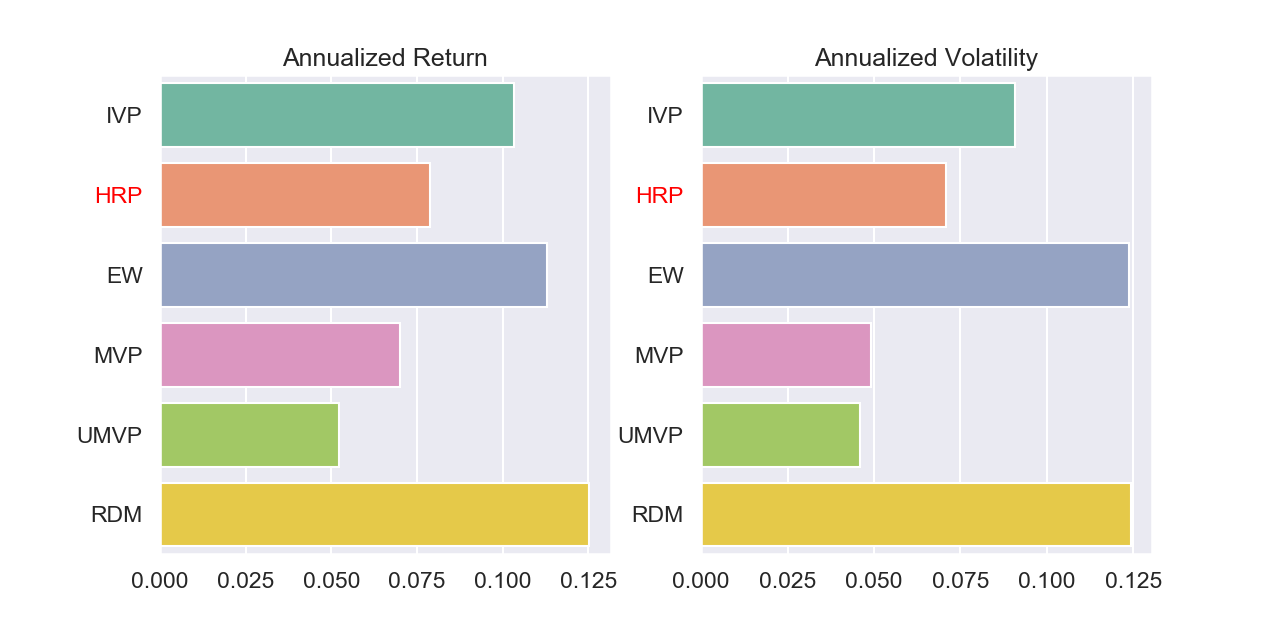 Annualized Return
IVP
HRP
EW
MVP
UMVP
RDM
0.000 0.025 0.050 0.075 0.100 0.125
Annualized Volatility
IVP
HRP
EW
MVP
UMVP
RDM
0.000 0.025 0.050 0.075 0.100 0.125